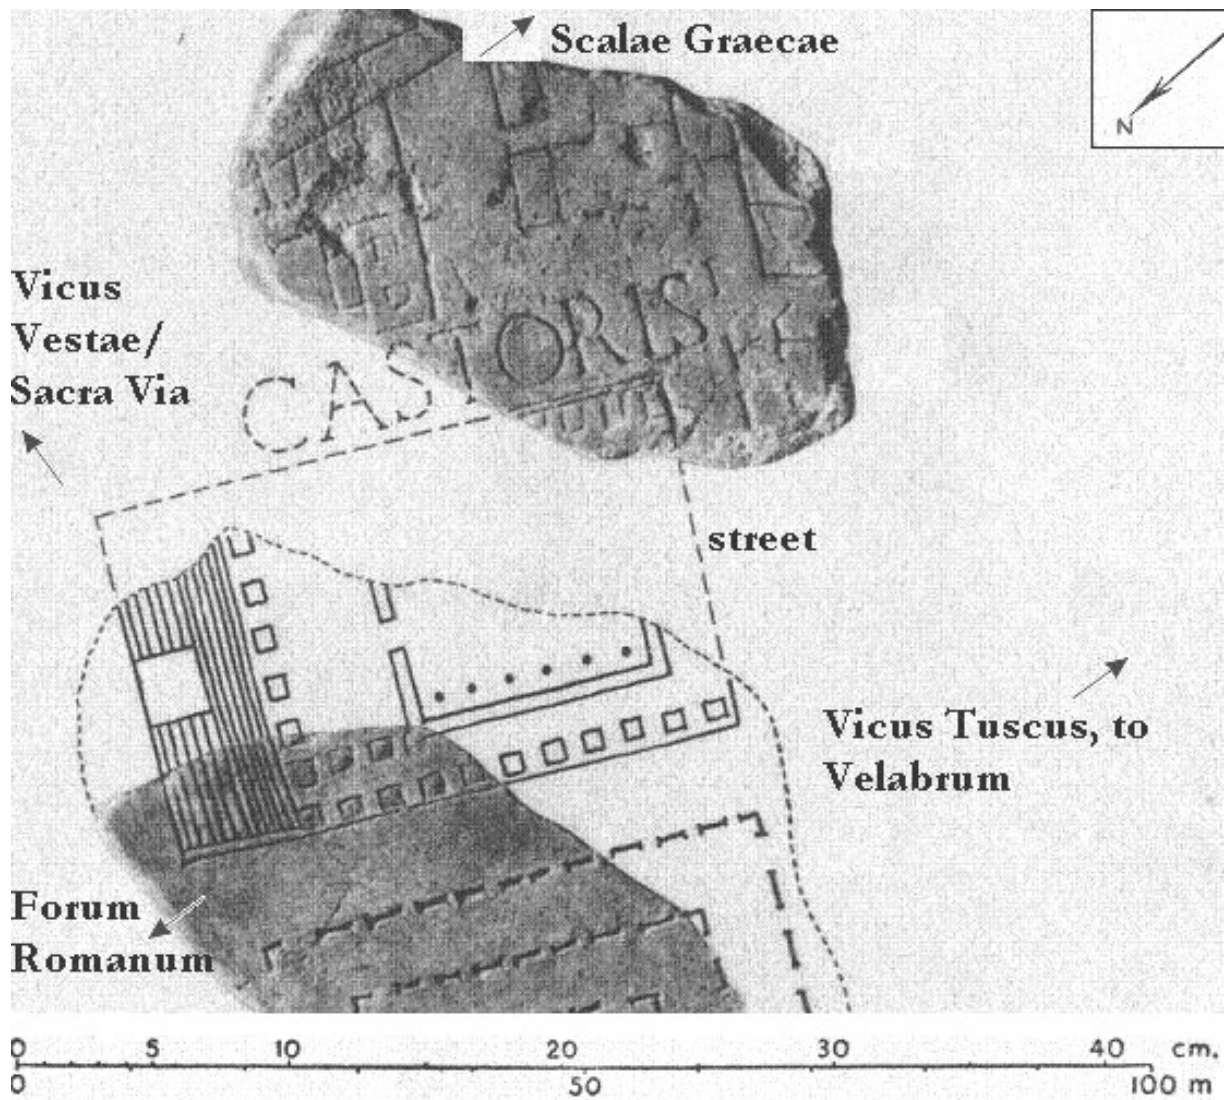 Scalae Graecae
N
Vicus
Vestae/
Sacra Via
CASTORIS
street
Vicus Tuscus, to
Velabrum
Forum
Romanum
0 5 10 20 30 40 cm.
0 50 100 m